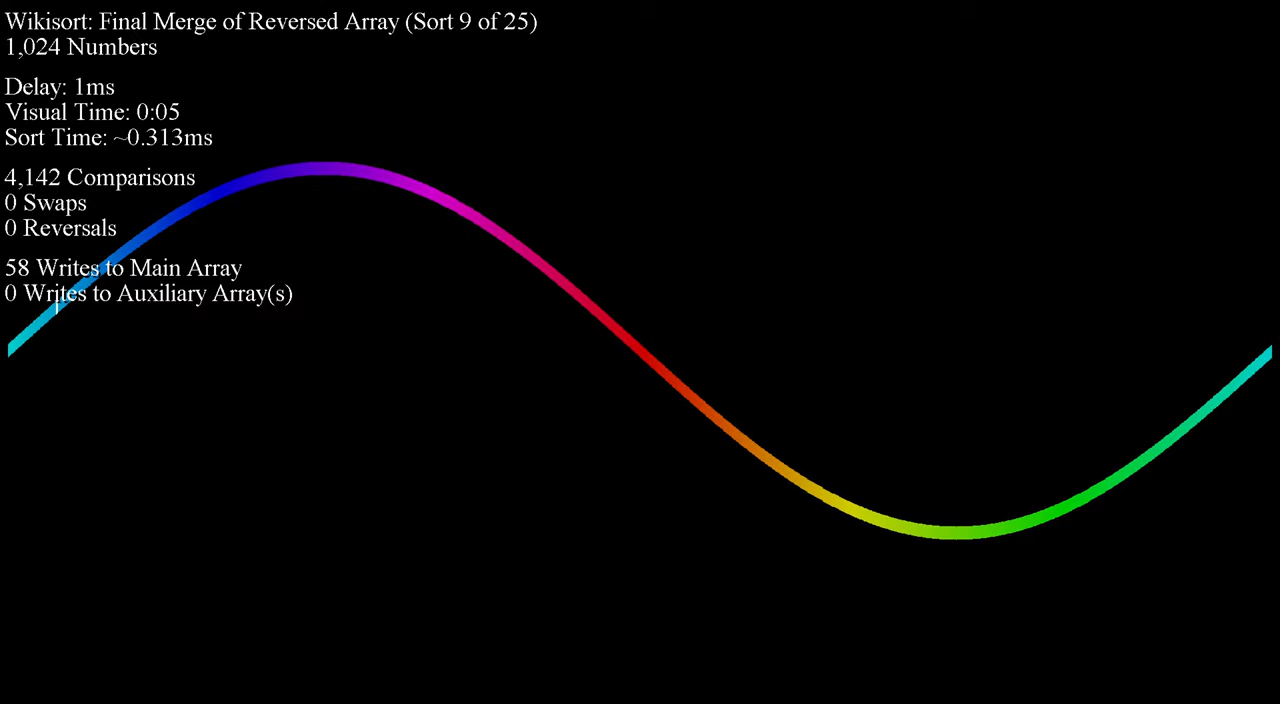 Wikisort: Final Merge of Reversed Array (Sort 9 of 25)
1,024 Numbers
Delay: 1ms
Visual Time: 0:05
Sort Time: ~0.313ms
4,142 Comparisons
0 Swaps
0 Reversals
58 Writes to Main Array
0 Writes to Auxiliary Array(s)